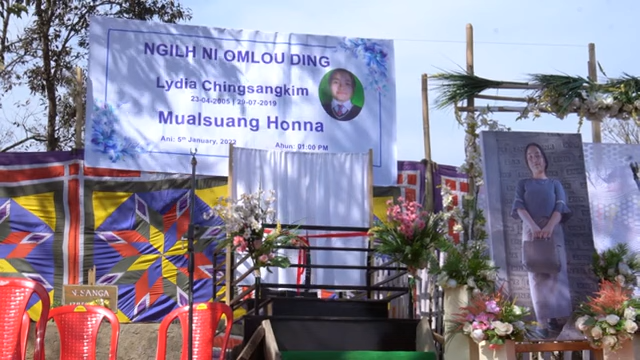 NGILH NI OMLOU DING
Lydia Chingsangkim
23-04-2005 | 29-07-2019
Mualsuang Honna
Ani: 5th January, 2022 Ahun: 01:00 PM
N. SANGA